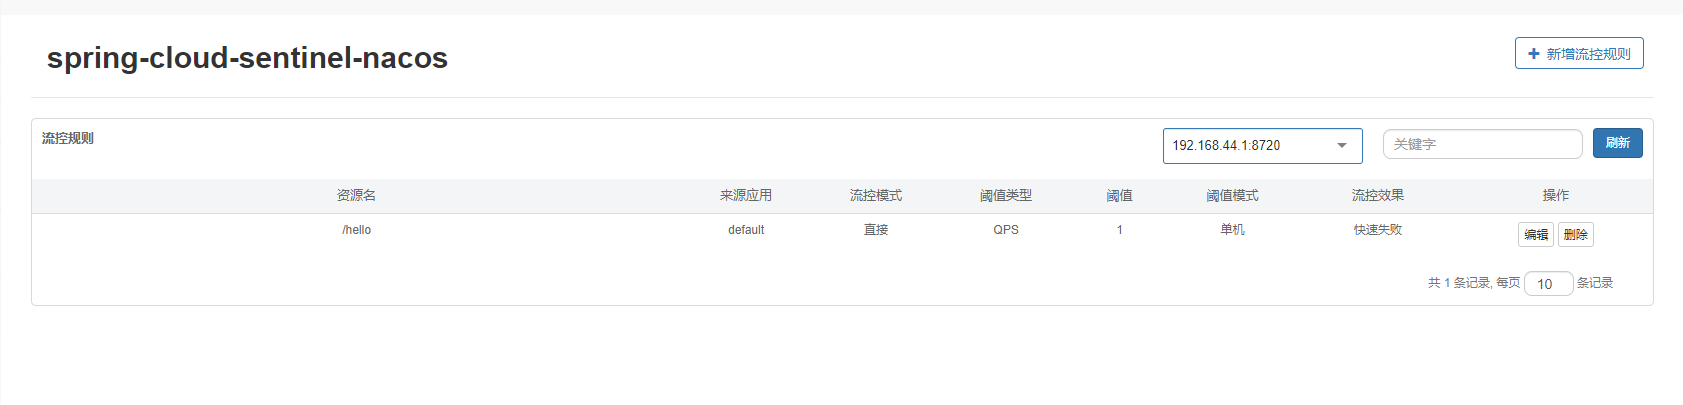 spring-cloud-sentinel-nacos
新增流控规则
流控规则
192.168.44.1:8720
关键字
刷新
资源名 来源应用 流控模式 阈值类型 阈值 阈值模式 流控效果 操作
/hello default 直接 QPS 1 单机 快速失败 编辑 删除
共 1 条记录, 每页 10 条记录